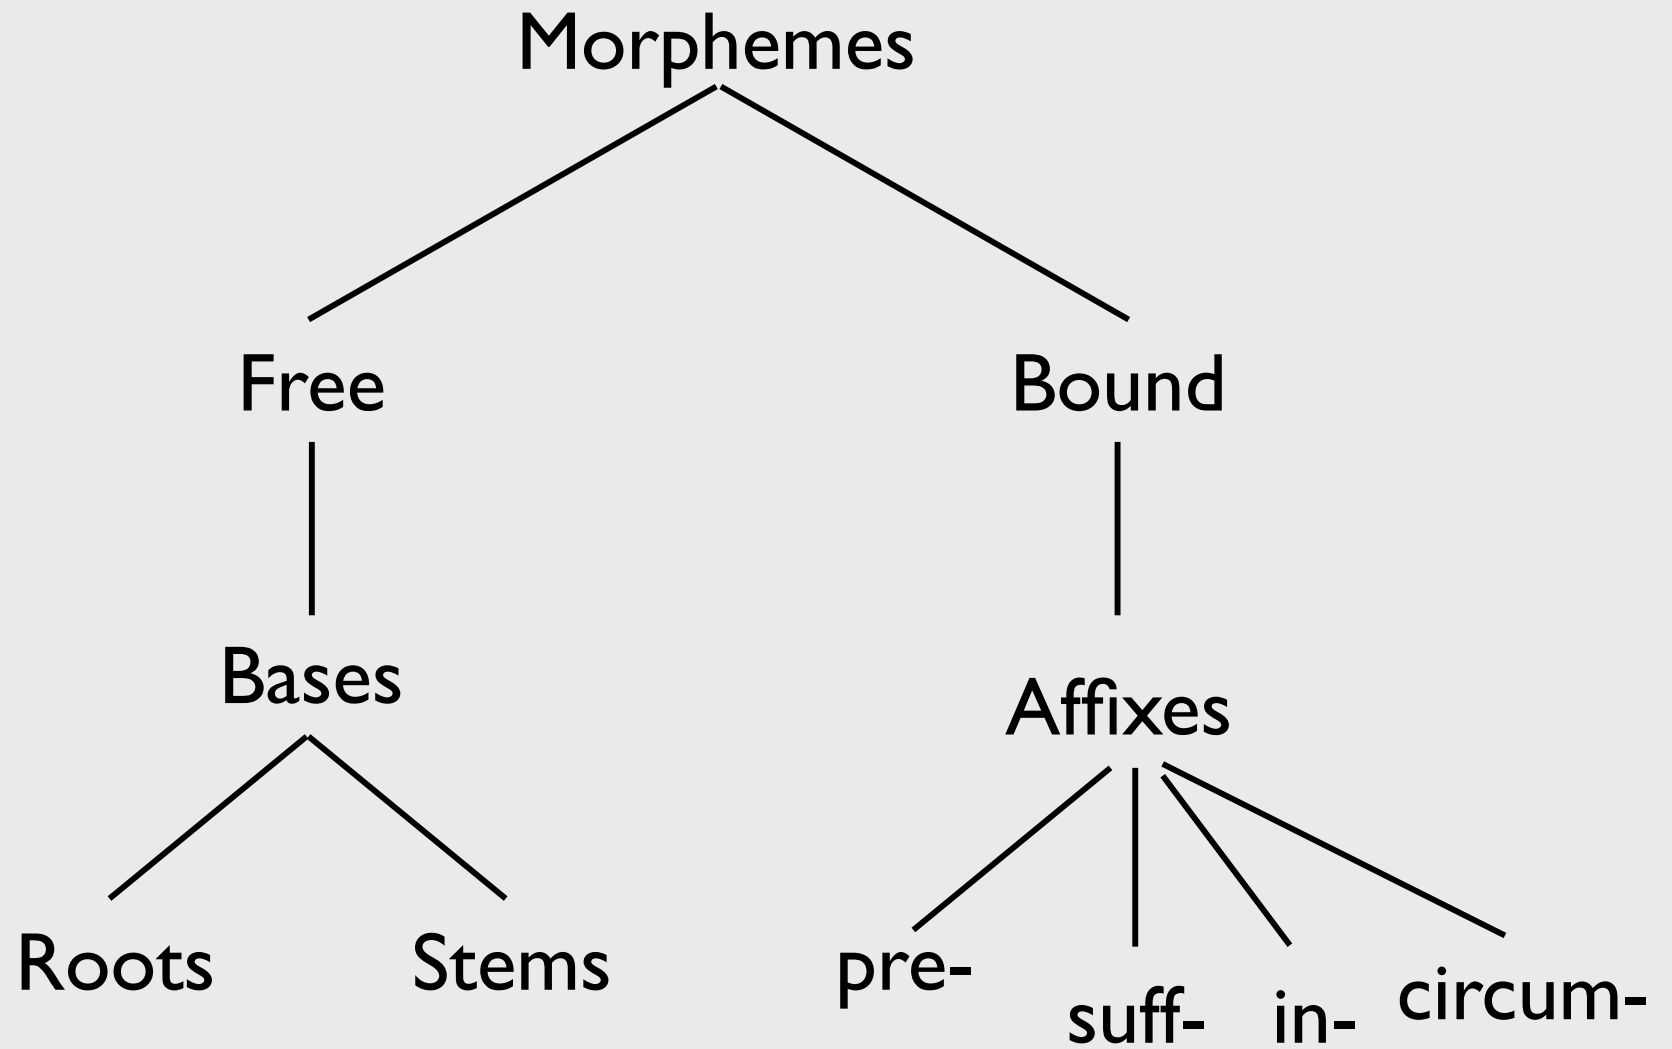 Morphemes
Free Bound
Bases
Affixes
Roots Stems pre-
suff- in- circum-